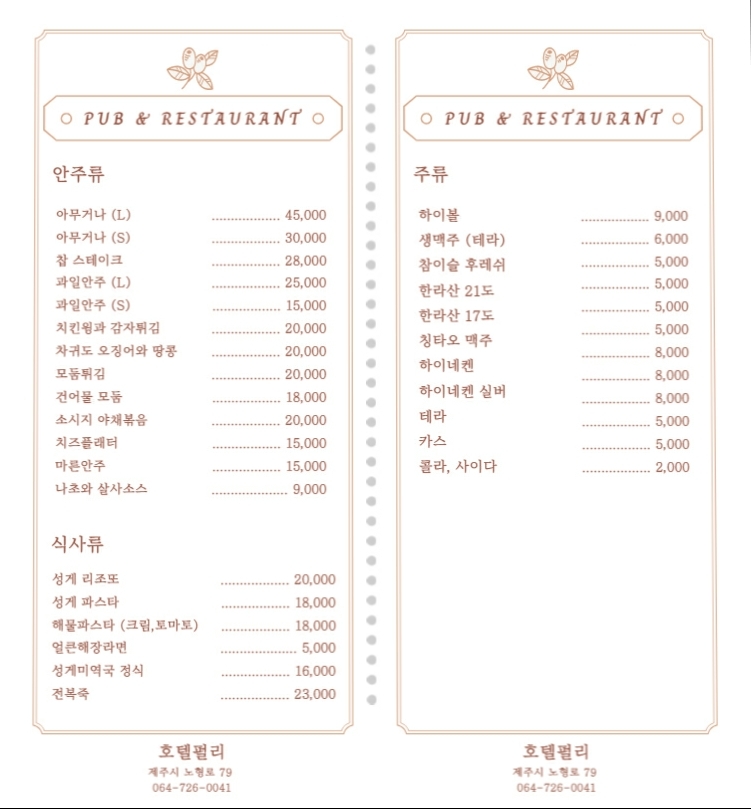 PUB & RESTAURANT
안주류
아무거나 (L) .................... 45,000
아무거나 (S) .................... 30,000
찹 스테이크 .................... 28,000
과일안주 (L) .................... 25,000
과일안주 (S) .................... 15,000
치킨윙과 감자튀김 .................... 20,000
차귀도 오징어와 땅콩 .................... 20,000
모둠튀김 .................... 20,000
건어물 모둠 .................... 18,000
소시지 야채볶음 .................... 20,000
치즈플래터 .................... 15,000
마른안주 .................... 15,000
나초와 살사소스 ...................... 9,000
식사류
성게 리조또 .................... 20,000
성게 파스타 .................... 18,000
해물파스타 (크림,토마토) .................... 18,000
얼큰해장라면 ...................... 5,000
성게미역국 정식 .................... 16,000
전복죽 .................... 23,000
호텔펄리
제주시 노형로 79
064-726-0041
PUB & RESTAURANT
주류
하이볼
생맥주 (테라)
참이슬 후레쉬
한라산 21도
한라산 17도
칭타오 맥주
하이네켄
하이네켄 실버
테라
카스
콜라, 사이다
.................... 9,000
.................... 6,000
.................... 5,000
.................... 5,000
.................... 5,000
.................... 5,000
.................... 8,000
.................... 8,000
.................... 8,000
.................... 5,000
.................... 5,000
.................... 2,000
호텔펄리
제주시 노형로 79
064-726-0041